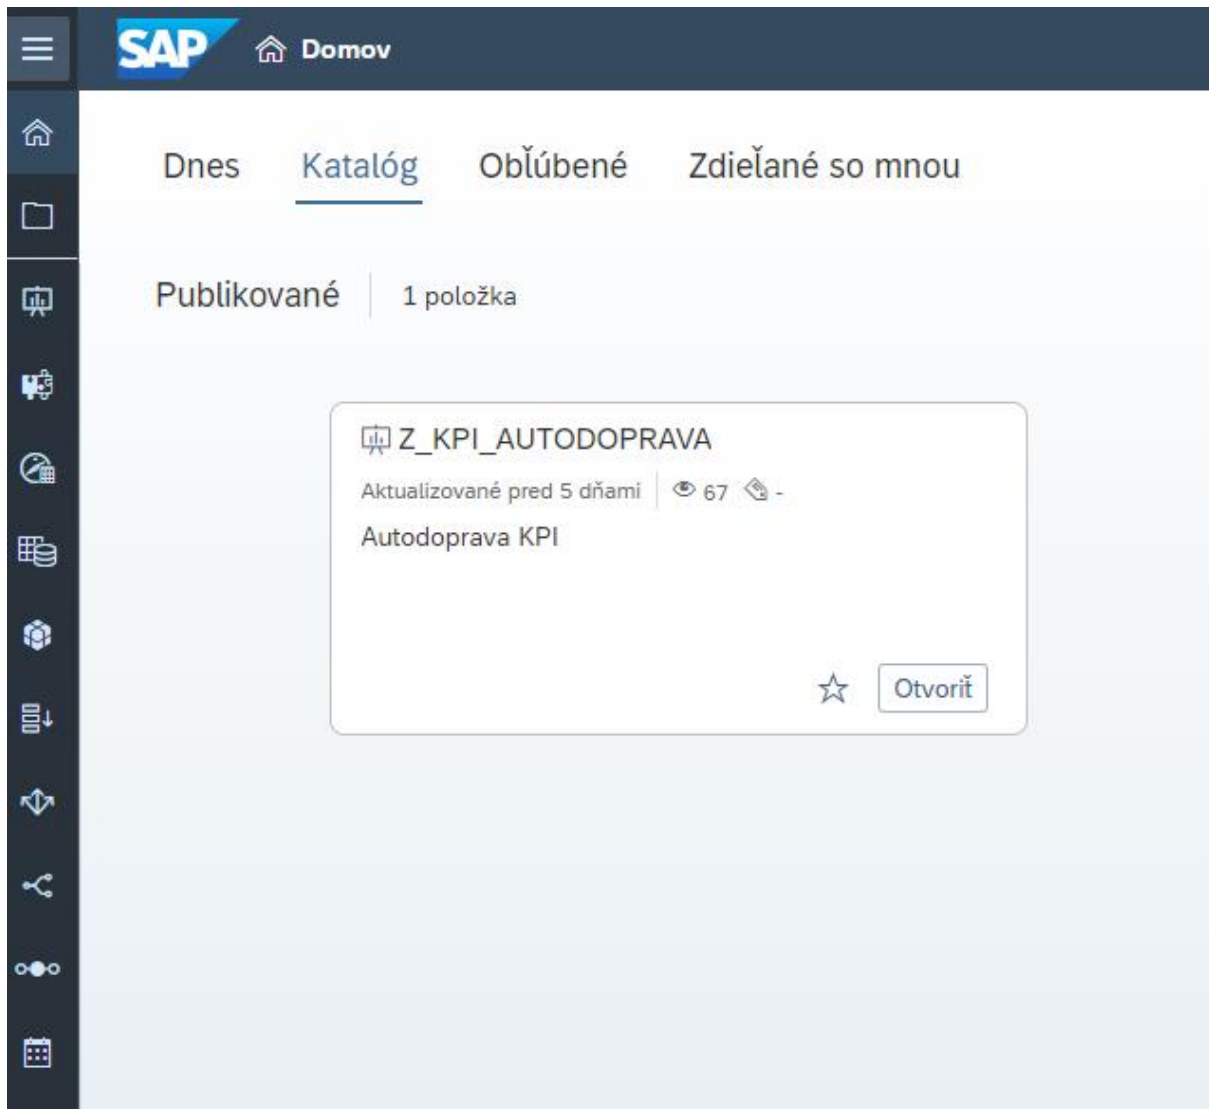 SAP Domov
Dnes Katalóg Obľúbené Zdieľané so mnou
Publikované 1 položka
Z_KPI_AUTODOPRAVA
Aktualizované pred 5 dňami 67 -
Autodoprava KPI
Otvoriť